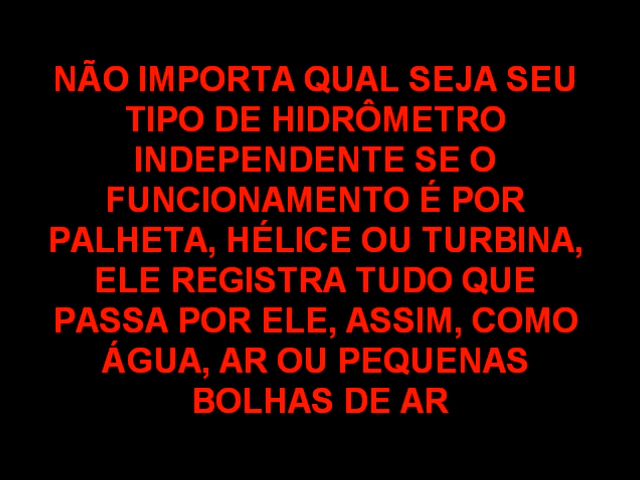 NÃO IMPORTA QUAL SEJA SEU
TIPO DE HIDRÔMETRO
INDEPENDENTE SE O
FUNCIONAMENTO É POR
PALHETA, HÉLICE OU TURBINA,
ELE REGISTRA TUDO QUE
PASSA POR ELE, ASSIM, COMO
ÁGUA, AR OU PEQUENAS
BOLHAS DE AR